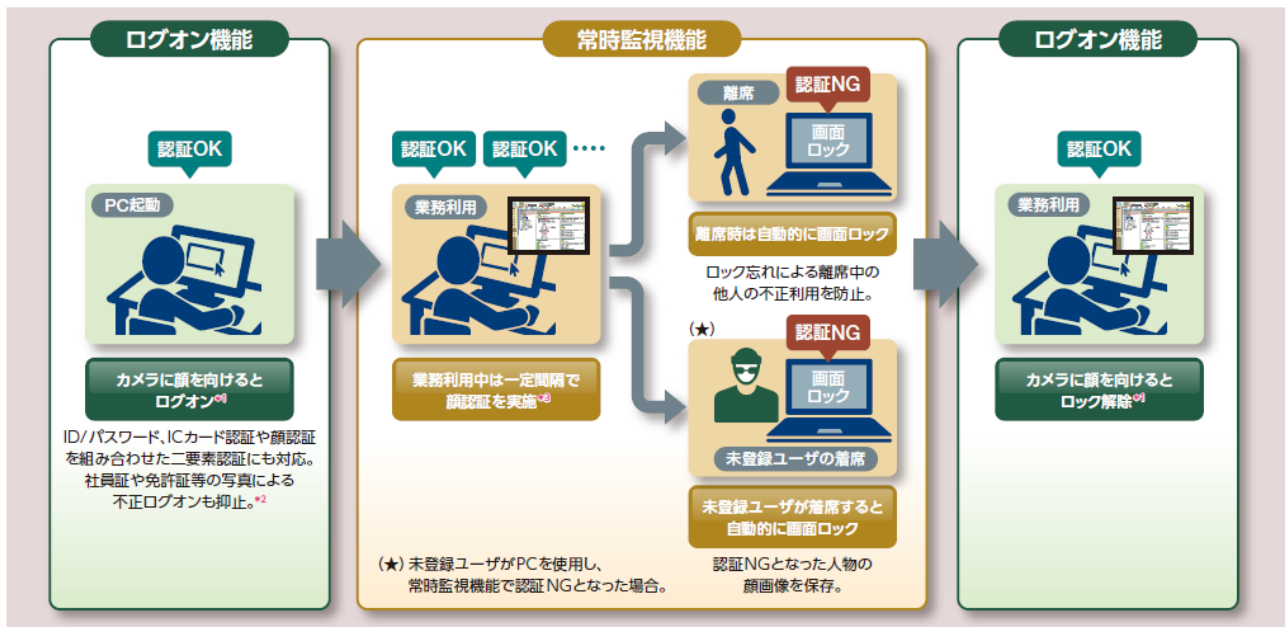 ログオン機能
認証OK
PC起動
カメラに顔を向けると
ログオン*1
ID/パスワード、ICカード認証や顔認証
を組み合わせた二要素認証にも対応。
社員証や免許証等の写真による
不正ログオンも抑止。*2
常時監視機能
認証OK 認証OK ‥‥
業務利用
業務利用中は一定間隔で
顔認証を実施*3
離席
認証NG
画面
ロック
離席時は自動的に画面ロック
ロック忘れによる離席中の
他人の不正利用を防止。
(★)
認証NG
画面
ロック
未登録ユーザの着席
未登録ユーザが着席すると
自動的に画面ロック
認証NGとなった人物の
顔画像を保存。
(★) 未登録ユーザがPCを使用し、
常時監視機能で認証NGとなった場合。
ログオン機能
認証OK
業務利用
カメラに顔を向けると
ロック解除*1